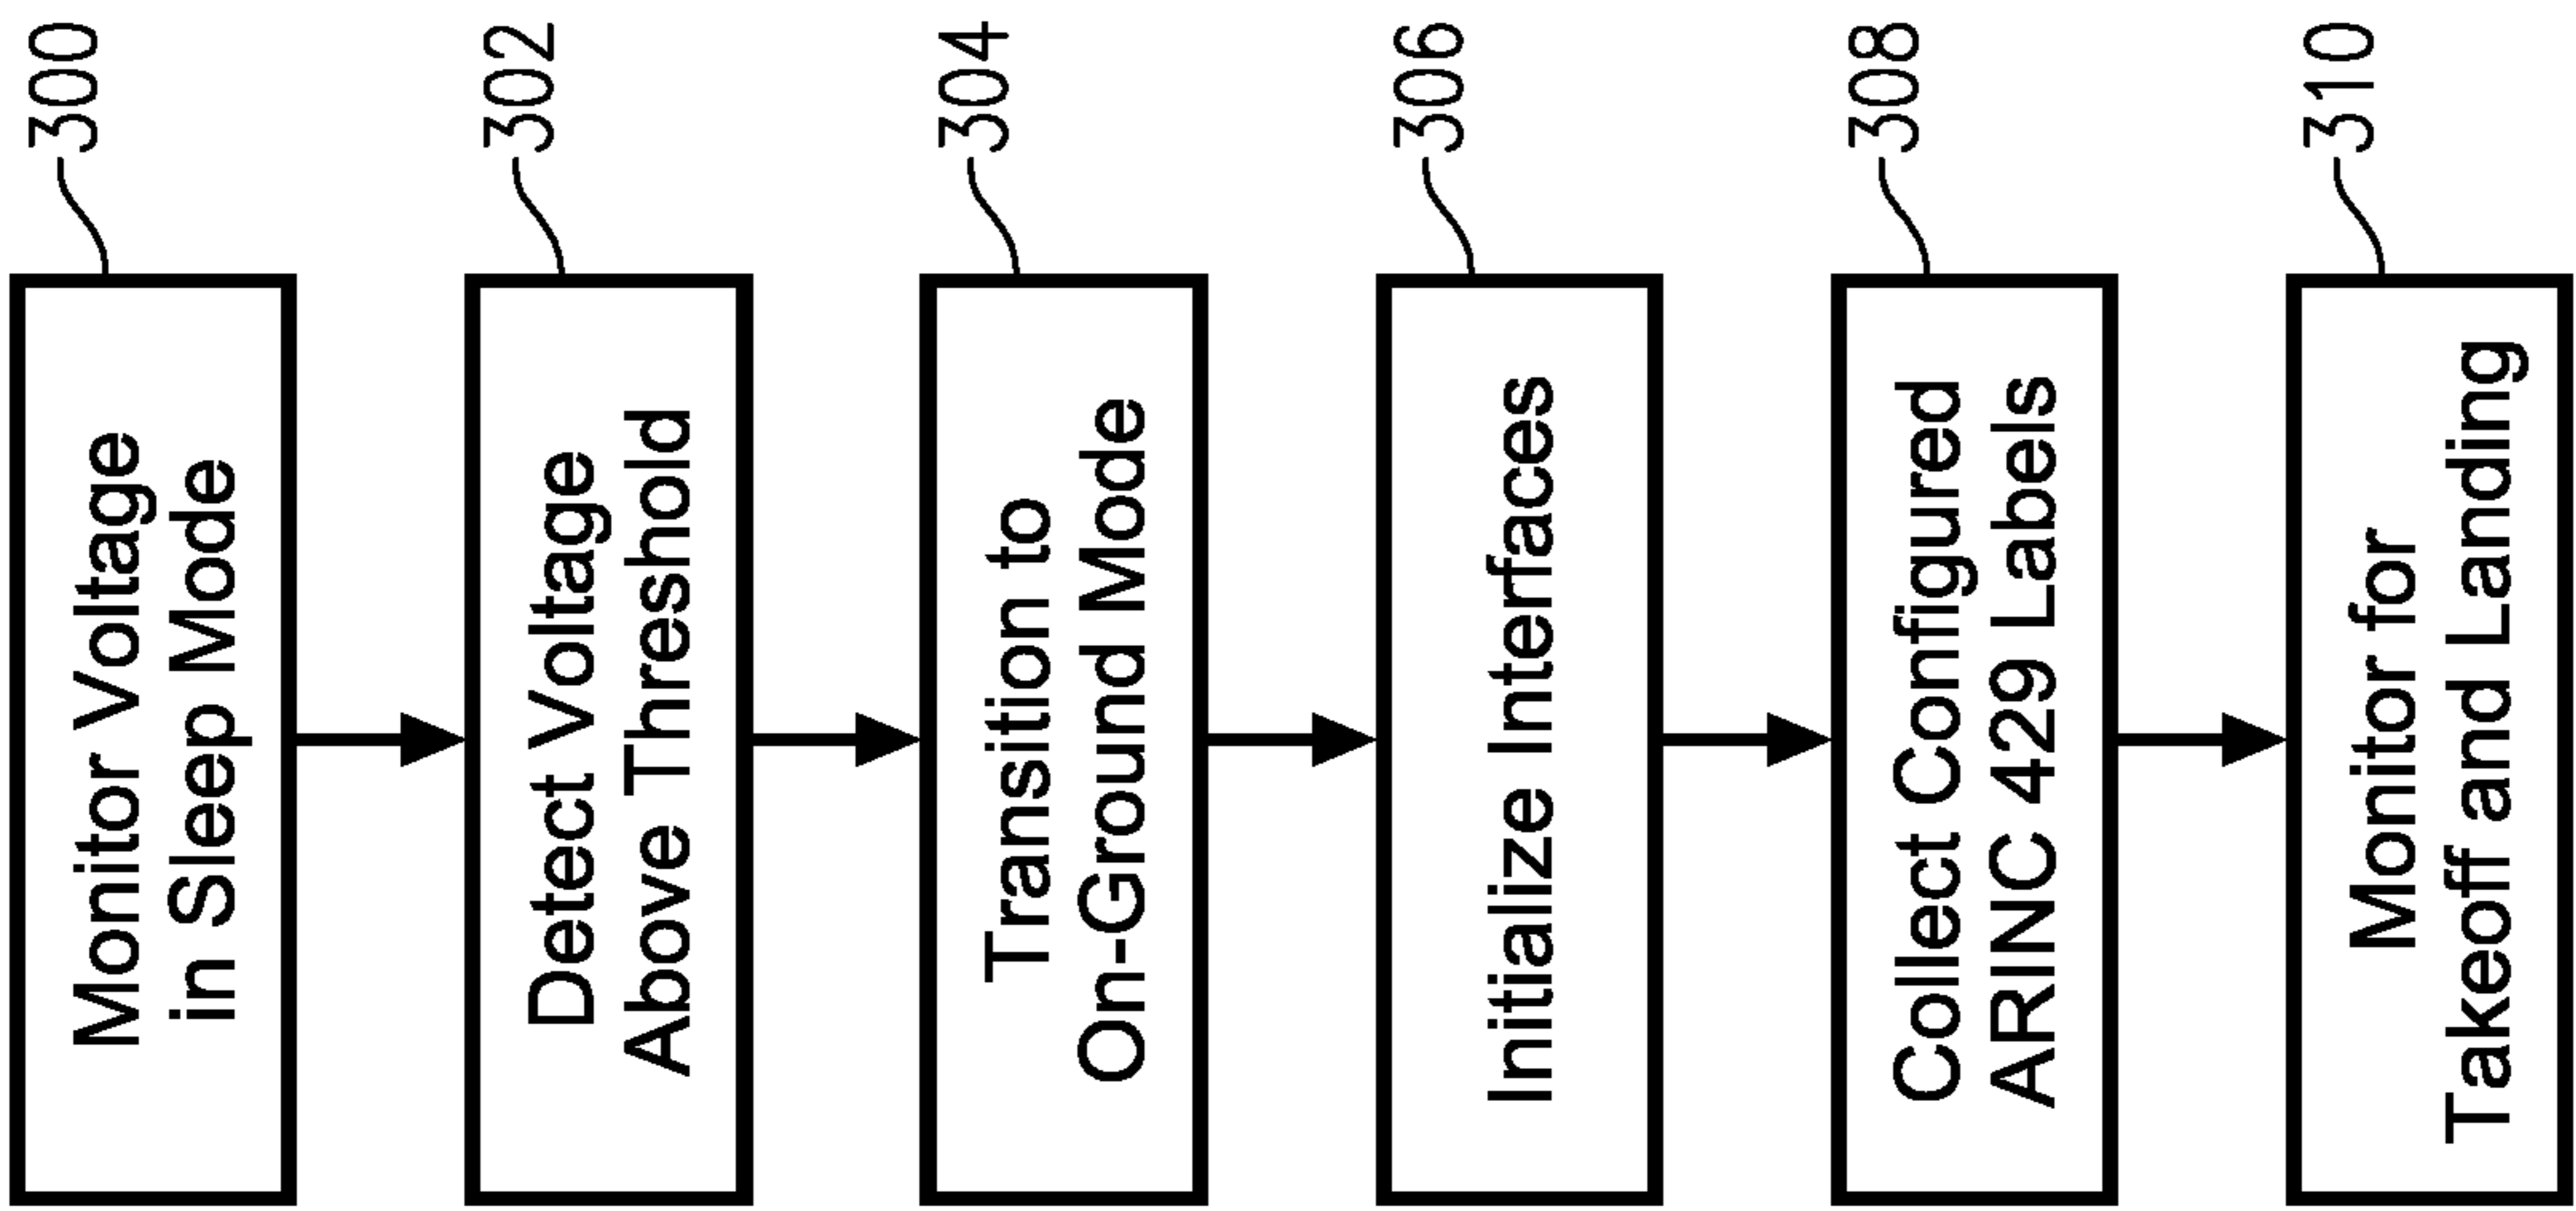 300
Monitor Voltage
in Sleep Mode
302
Detect Voltage
Above Threshold
304
Transition to
On-Ground Mode
306
Initialize Interfaces
308
Collect Configured
ARINC 429 Labels
310
Monitor for
Takeoff and Landing